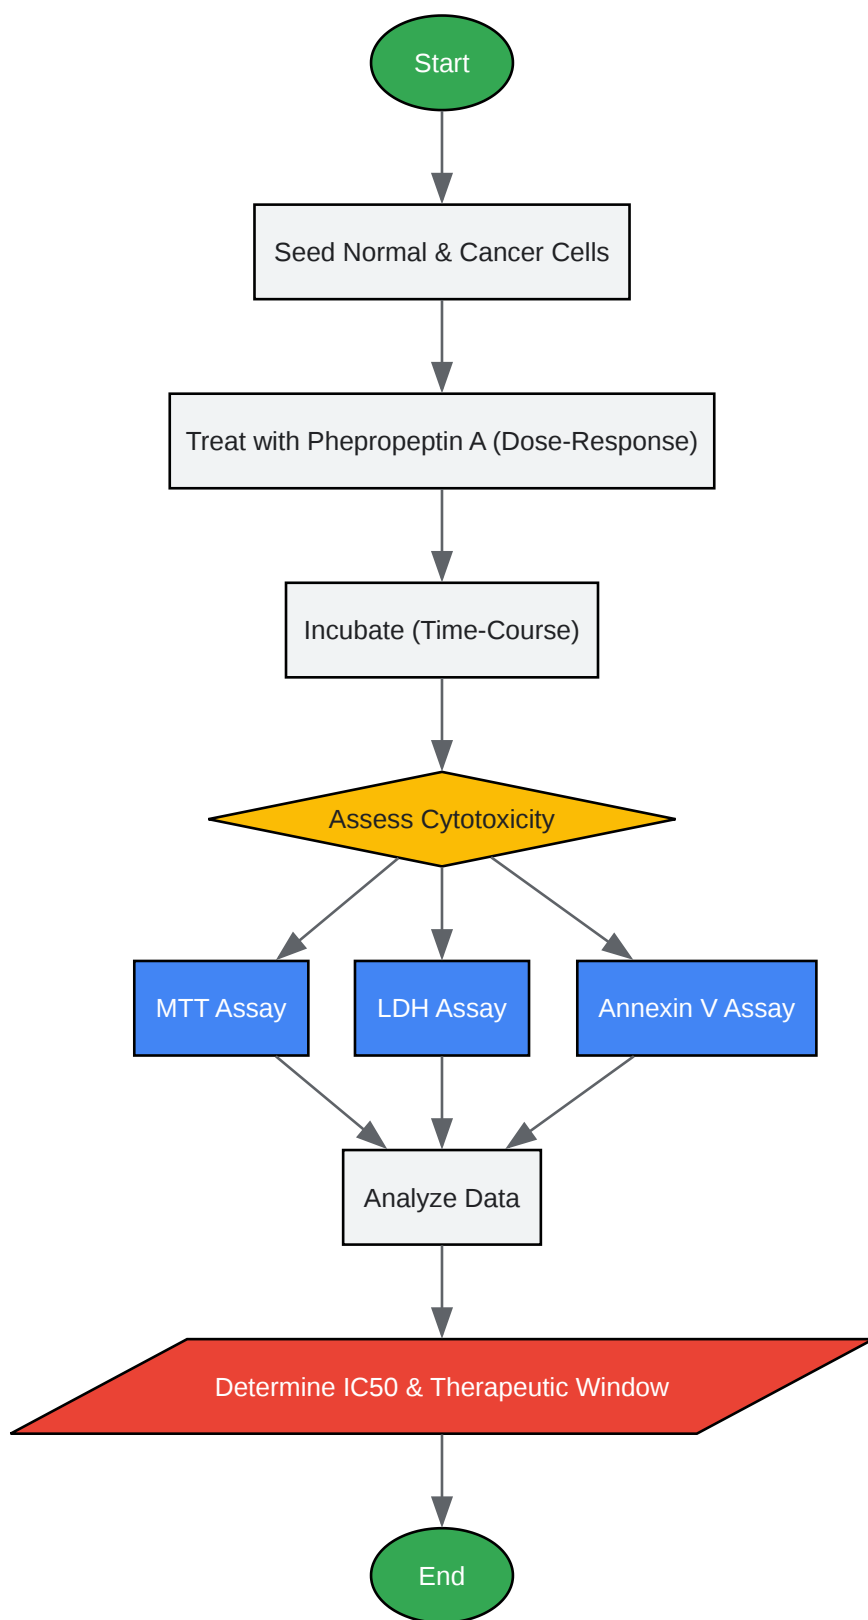 Start
Seed Normal & Cancer Cells
Treat with Phepropeptin A (Dose-Response)
Incubate (Time-Course)
Assess Cytotoxicity
MTT Assay
LDH Assay
Annexin V Assay
Analyze Data
Determine IC50 & Therapeutic Window
End